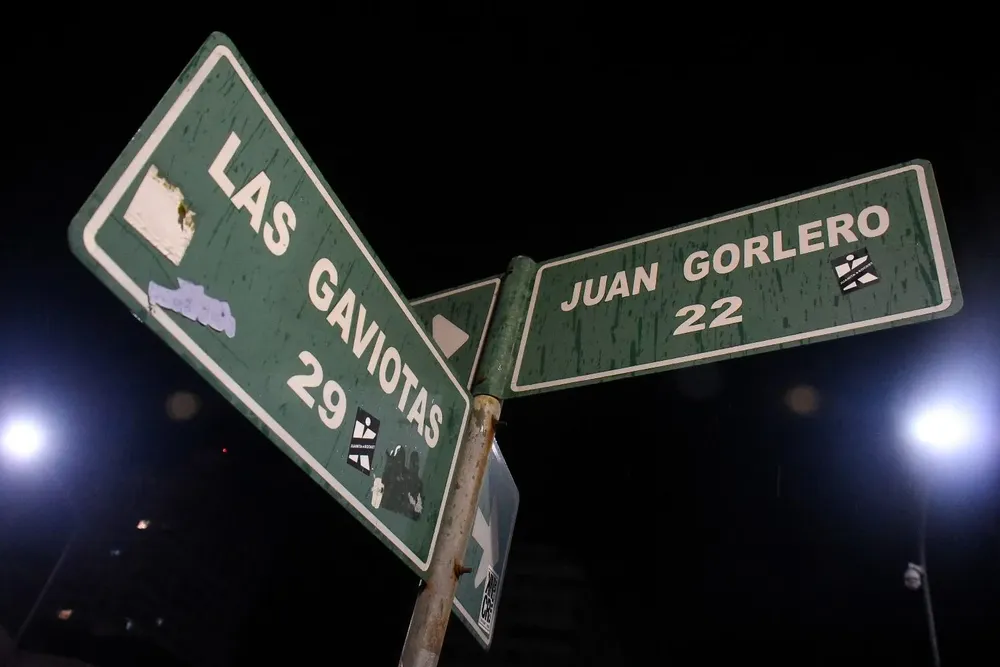 LAS GAVIOTAS
29
JUAN GORLERO
22